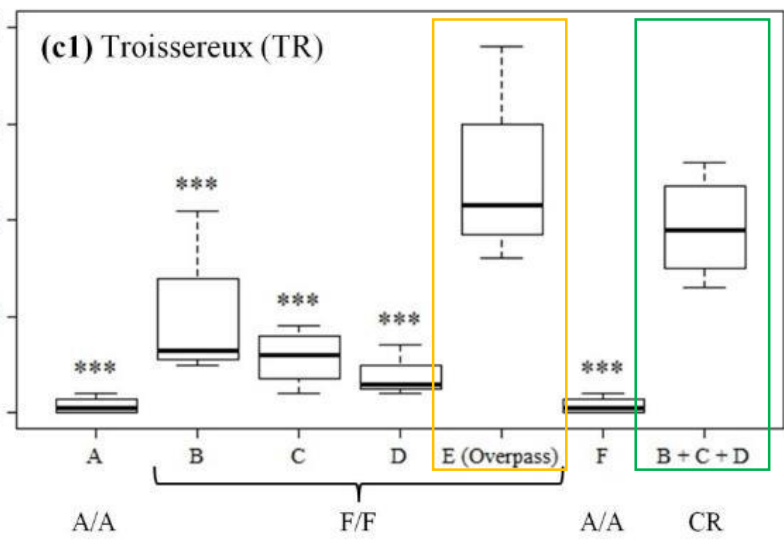 (c1) Troissereux (TR)
***
***
***
***
***
A B C D E (Overpass) F B + C + D
A/A F/F A/A CR